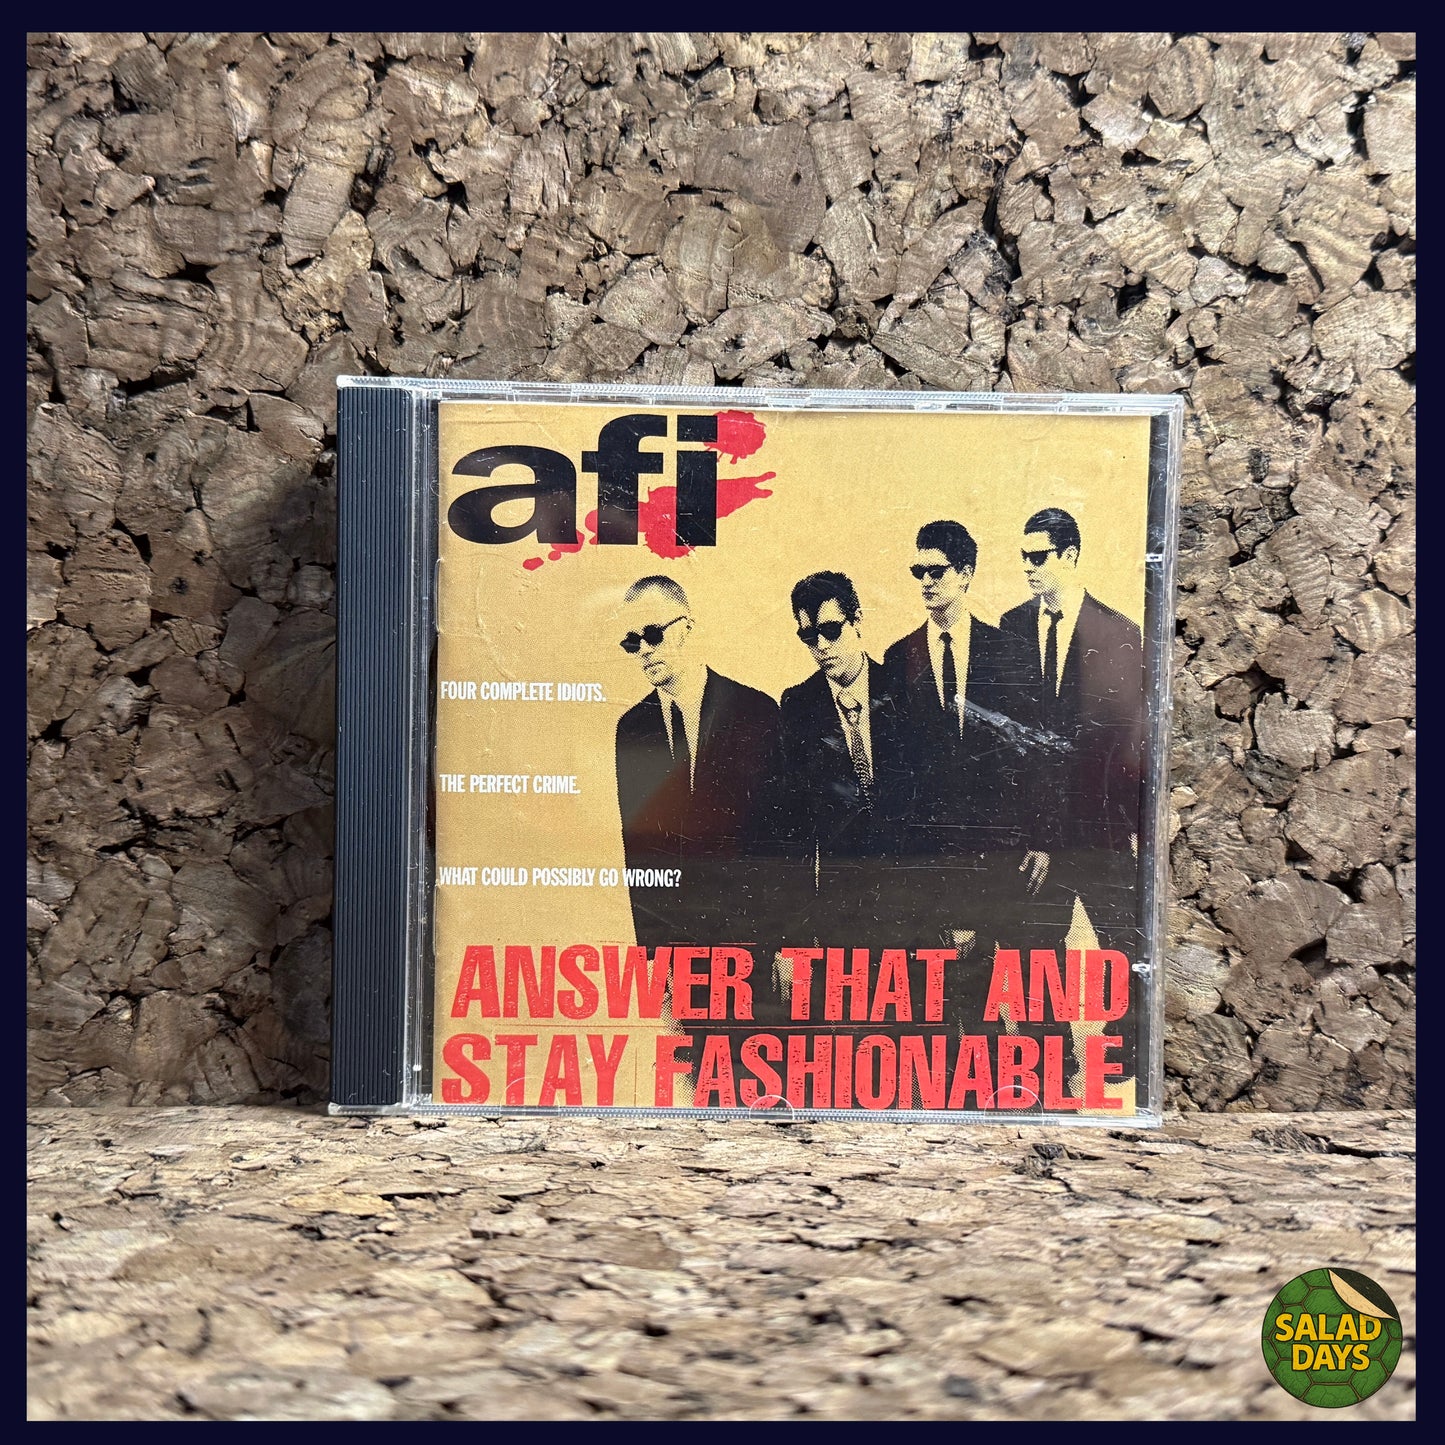 afi
FOUR COMPLETE IDIOTS.
THE PERFECT CRIME.
WHAT COULD POSSIBLY GO WRONG?
ANSWER THAT AND
STAY FASHIONABLE
SALAD
DAYS